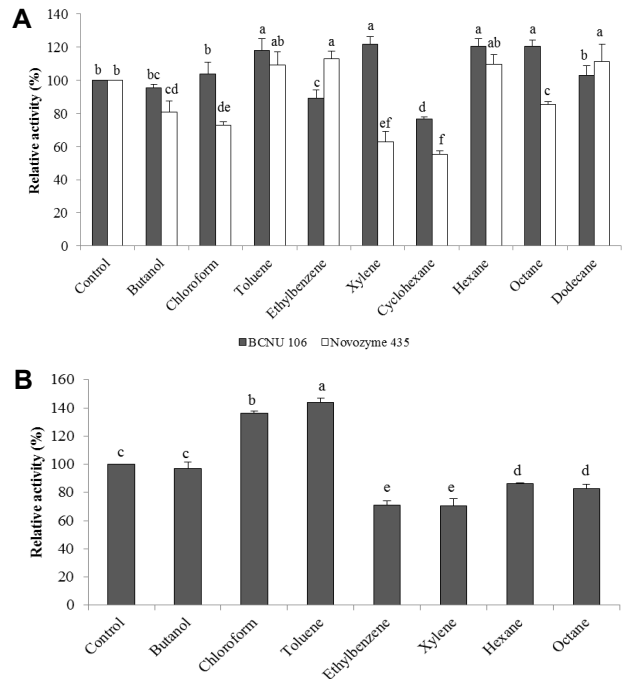 A
140
120
100
80
60
40
20
0
Relative activity (%)
b b
bc cd
b de
a ab
c a
a ef
d f
a ab
a c
b a
Control
Butanol
Chloroform
Toluene
Ethylbenzene
Xylene
Cyclohexane
Hexane
Octane
Dodecane
BCNU 106 Novozyme 435
B
160
140
120
100
80
60
40
20
0
Relative activity (%)
c
c
b
a
e
e
d
d
Control
Butanol
Chloroform
Toluene
Ethylbenzene
Xylene
Hexane
Octane